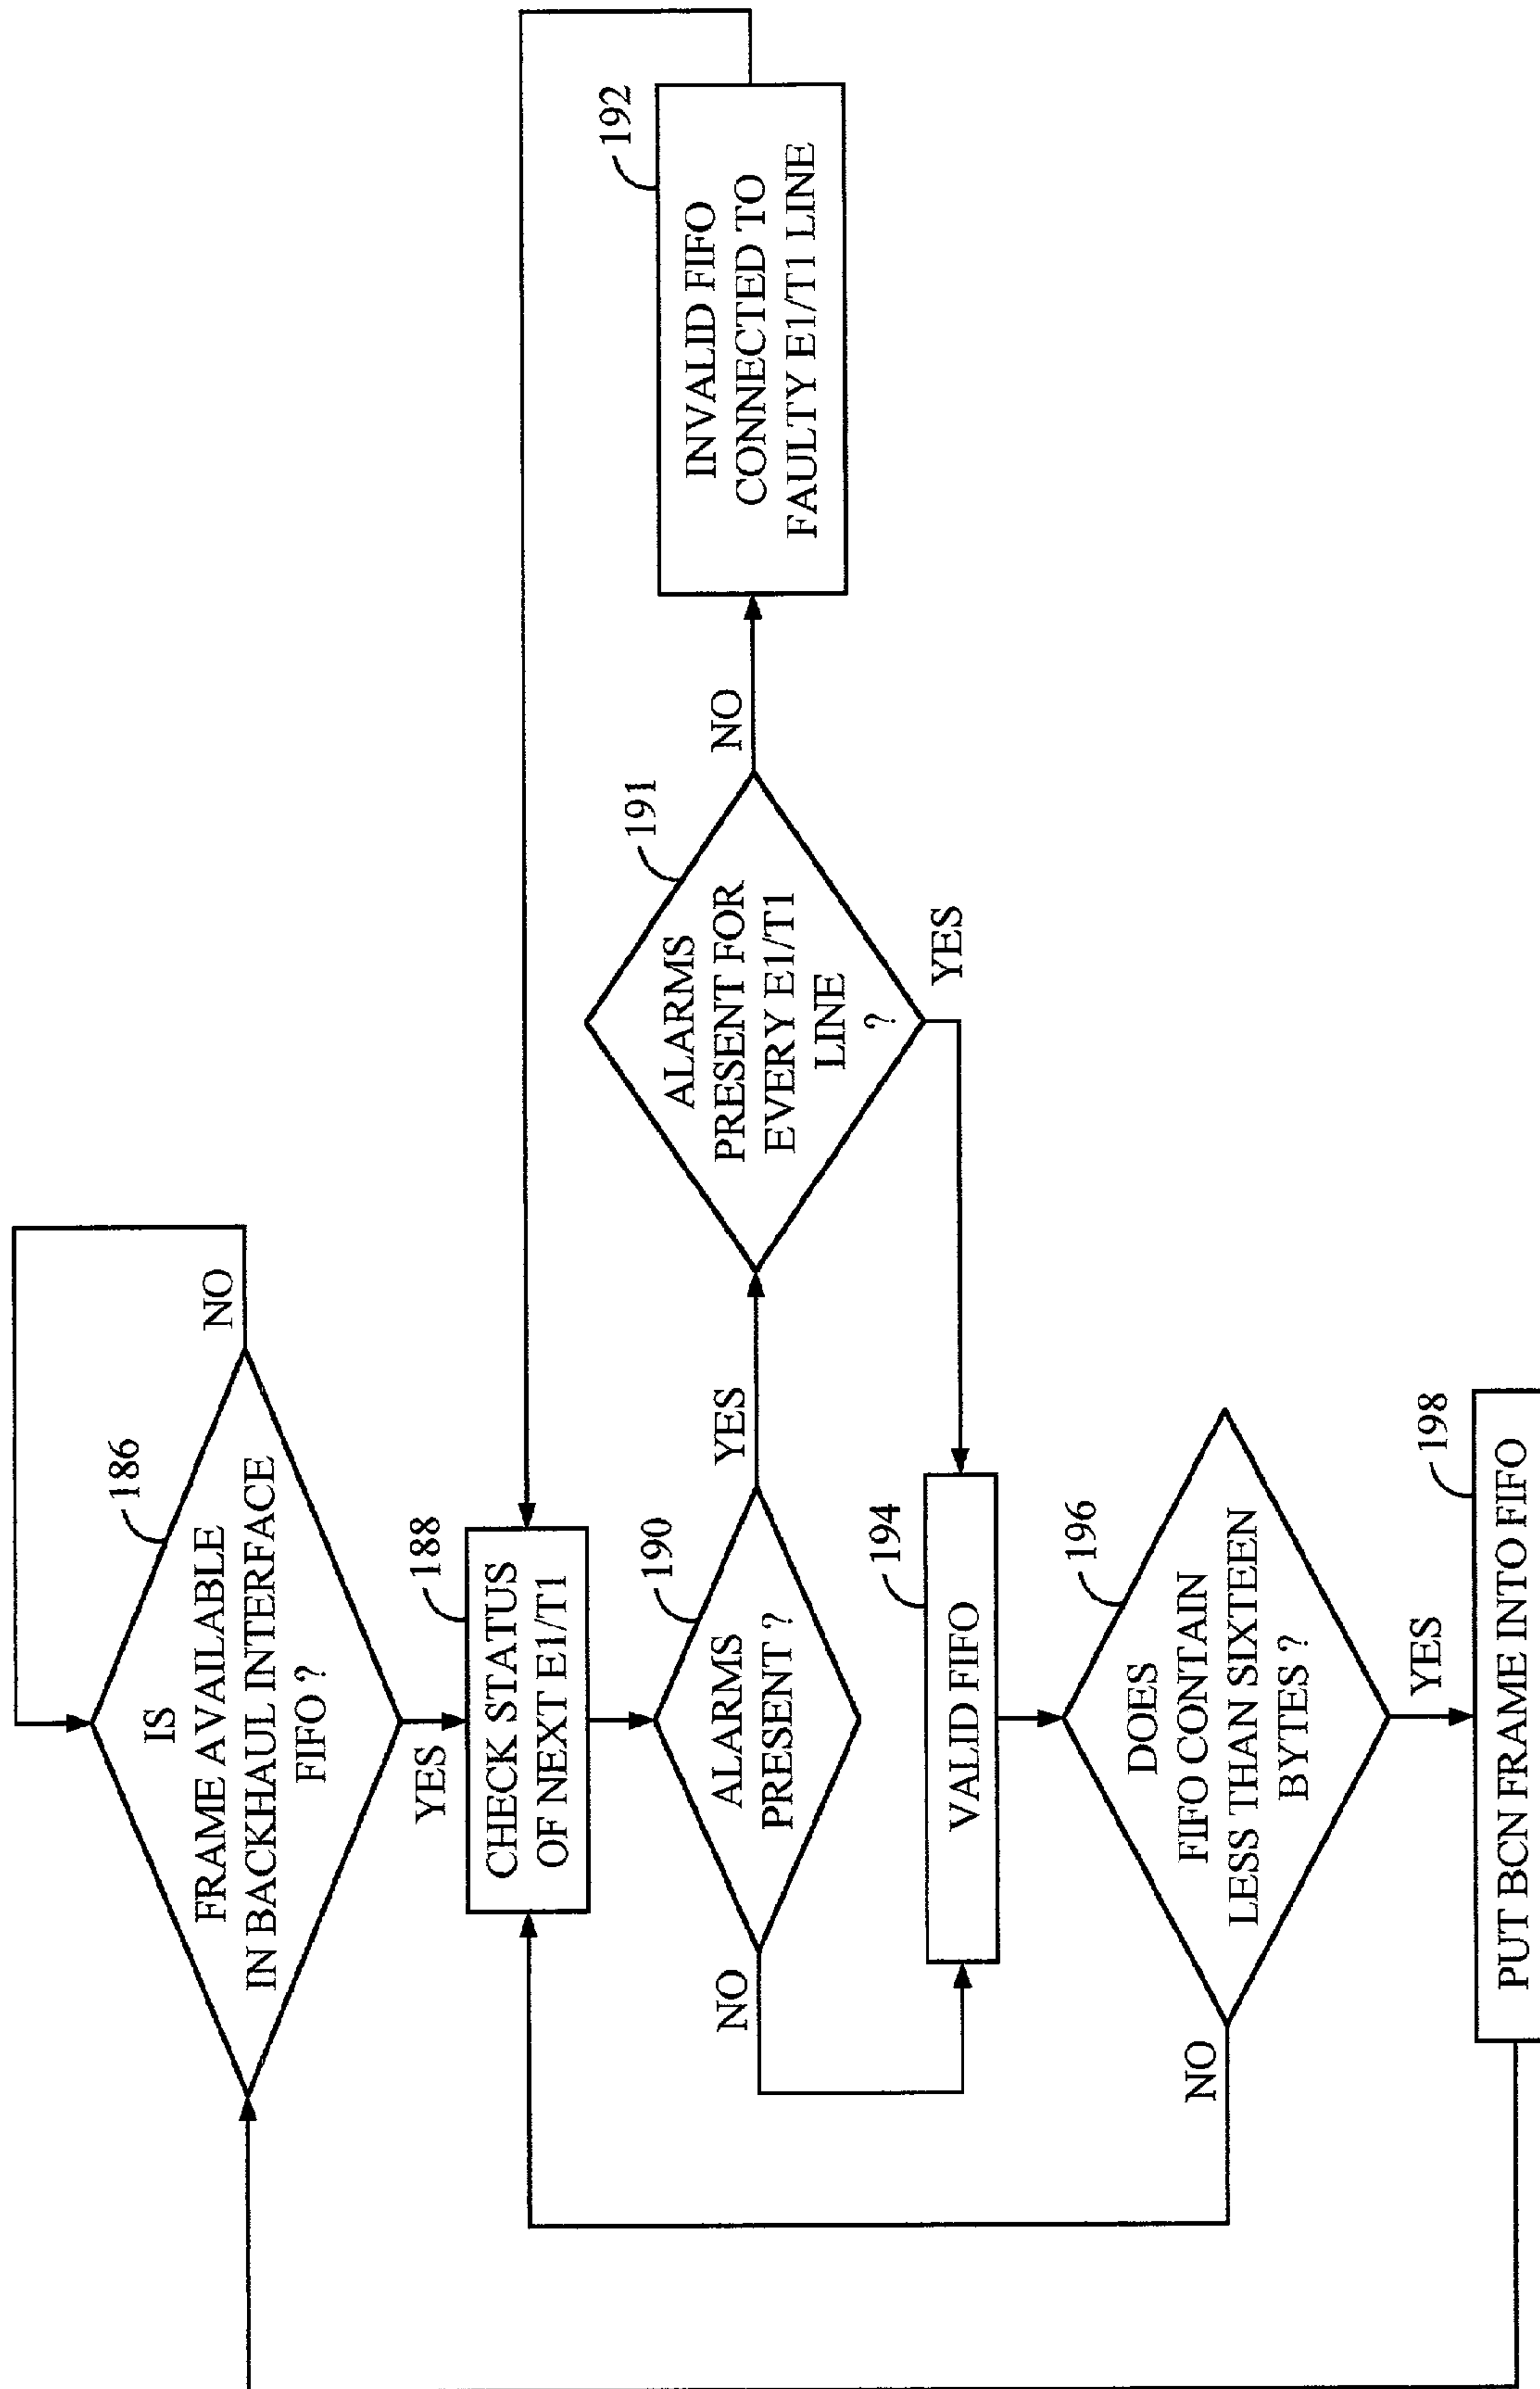 IS
FRAME AVAILABLE
IN BACKHAUL INTERFACE
FIFO ?
186
NO
YES
CHECK STATUS
OF NEXT E1/T1
188
ALARMS
PRESENT ?
190
YES
NO
ALARMS
PRESENT FOR
EVERY E1/T1
LINE
?
191
NO
YES
INVALID FIFO
CONNECTED TO
FAULTY E1/T1 LINE
192
VALID FIFO
194
DOES
FIFO CONTAIN
LESS THAN SIXTEEN
BYTES ?
196
NO
YES
PUT BCN FRAME INTO FIFO
198